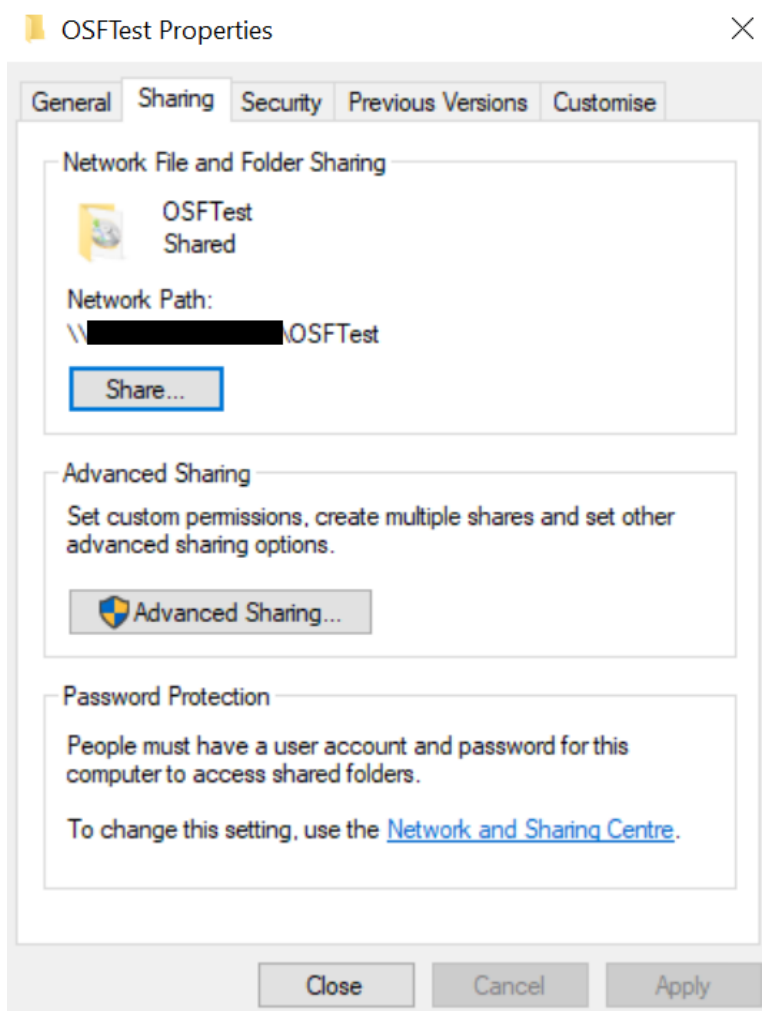 OSFTest Properties
General Sharing Security Previous Versions Customise
Network File and Folder Sharing
OSFTest
Shared
Network Path:
\\ \OSFTest
Share...
Advanced Sharing
Set custom permissions, create multiple shares and set other
advanced sharing options.
Advanced Sharing...
Password Protection
People must have a user account and password for this
computer to access shared folders.
To change this setting, use the Network and Sharing Centre.
Close Cancel Apply